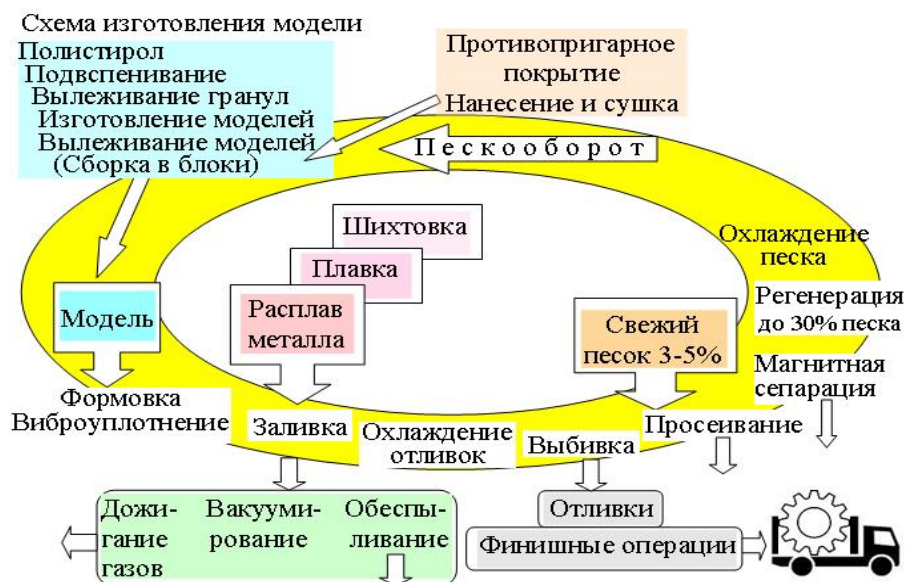 Схема изготовления модели
Полистирол
Подвспенивание
Вылеживание гранул
Изготовление моделей
Вылеживание моделей
(Сборка в блоки)
Противопригарное
покрытие
Нанесение и сушка
Пескооборот
Шихтовка
Плавка
Расплав
металла
Модель
Формовка
Виброуплотнение
Заливка
Охлаждение
отливок
Выбивка
Свежий
песок 3-5%
Просеивание
Охлаждение
песка
Регенерация
до 30% песка
Магнитная
сепарация
Дожи-
гание
газов
Вакууми-
рование
Обеспы-
ливание
Отливки
Финишные операции